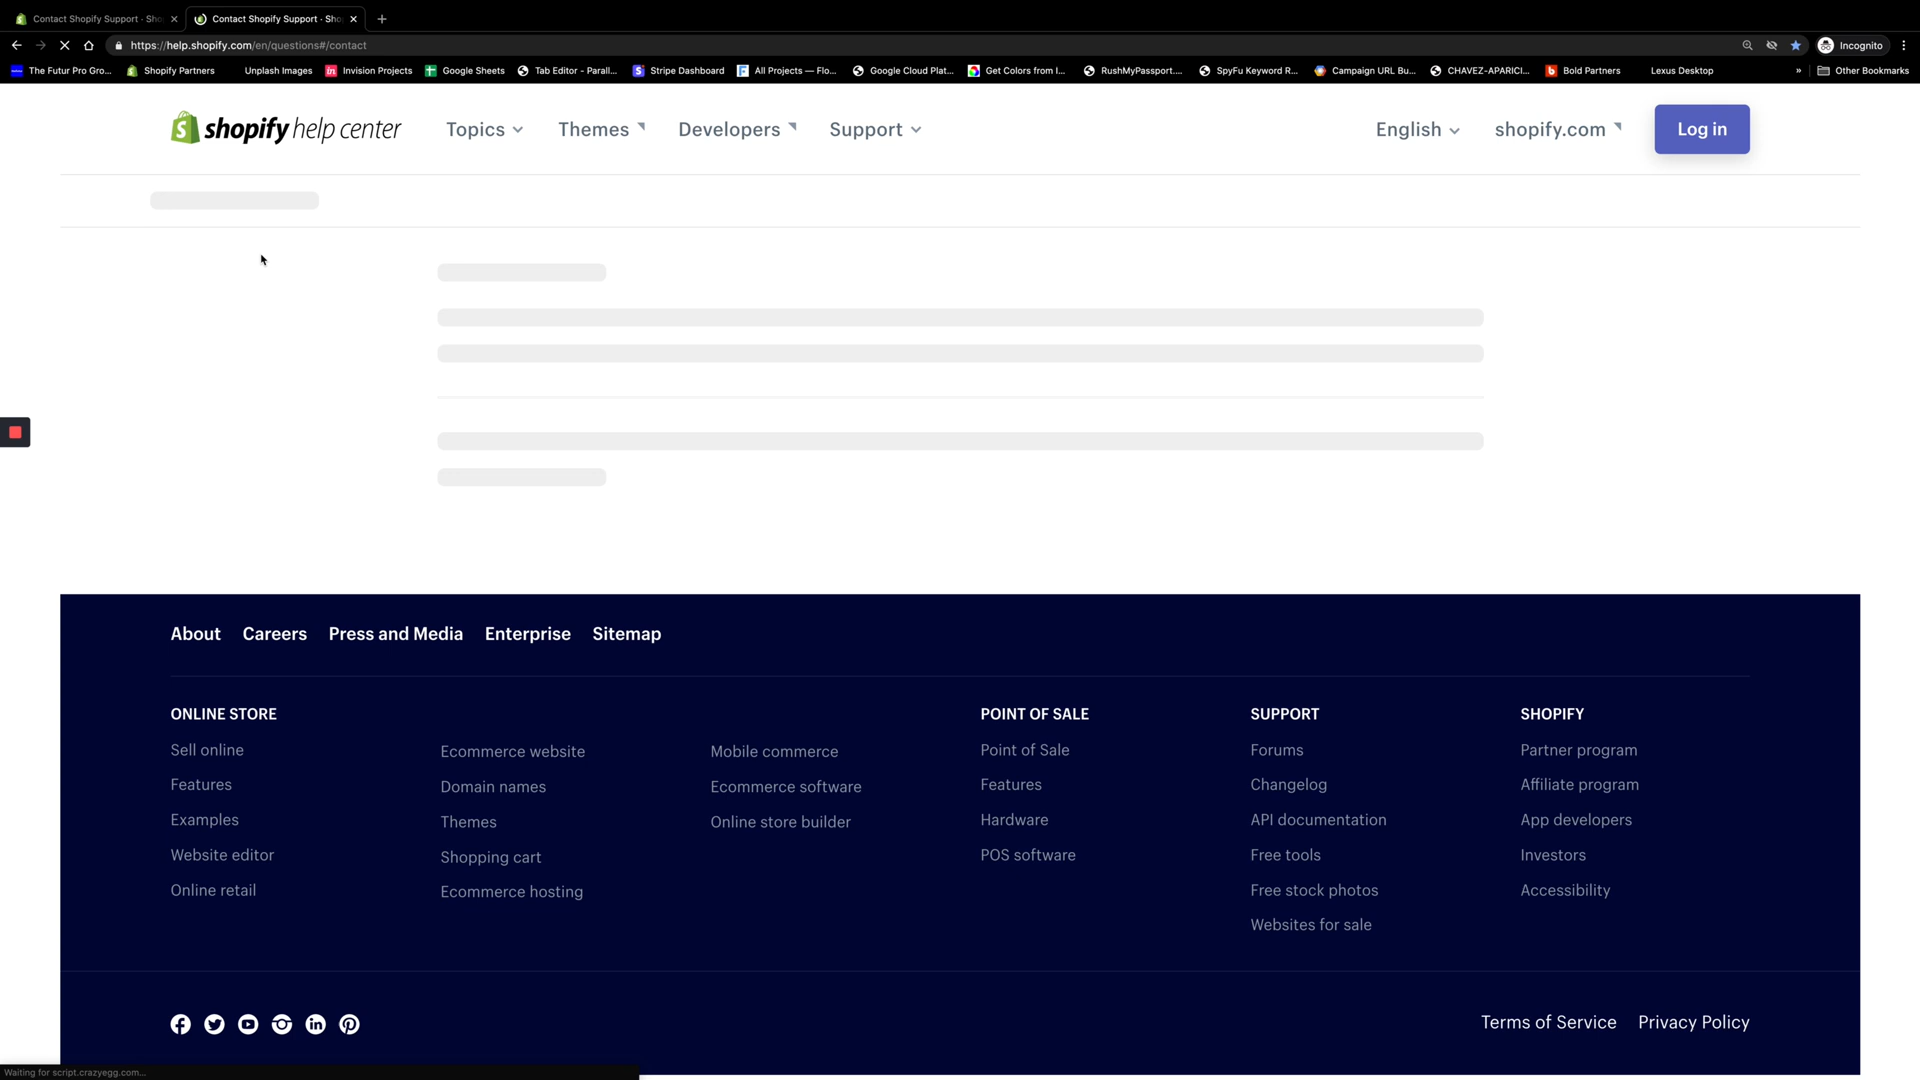 Contact Shopify Support · Sho
Contact Shopify Support · Sho
https://help.shopify.com/en/questions#/contact
Incognito
The Futur Pro Gro...
Shopify Partners
Unplash Images
Invision Projects
Google Sheets
Tab Editor - Parall...
Stripe Dashboard
All Projects — Flo...
Google Cloud Plat...
Get Colors from I...
RushMyPassport....
SpyFu Keyword R...
Campaign URL Bu...
CHAVEZ-APARICI...
Bold Partners
Lexus Desktop
»
Other Bookmarks
shopify help center
Topics
Themes
Developers
Support
English
shopify.com
Log in
About
Careers
Press and Media
Enterprise
Sitemap
ONLINE STORE
Sell online
Features
Examples
Website editor
Online retail
Ecommerce website
Domain names
Themes
Shopping cart
Ecommerce hosting
Mobile commerce
Ecommerce software
Online store builder
POINT OF SALE
Point of Sale
Features
Hardware
POS software
SUPPORT
Forums
Changelog
API documentation
Free tools
Free stock photos
Websites for sale
SHOPIFY
Partner program
Affiliate program
App developers
Investors
Accessibility
Terms of Service
Privacy Policy
Waiting for script.crazyegg.com...